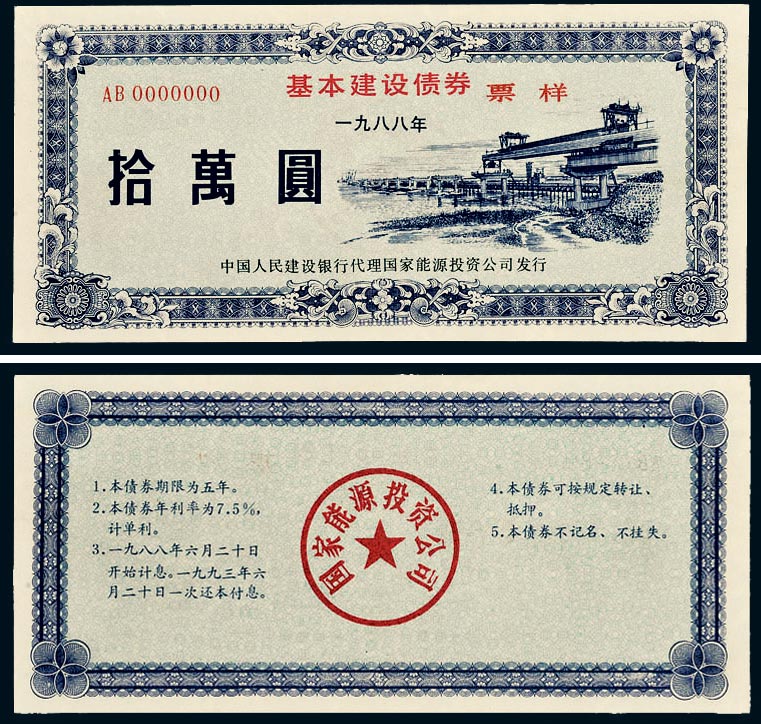 AB 0000000
基本建设债券 票样
一九八八年
拾萬圓
中国人民建设银行代理国家能源投资公司发行
1.本债券期限为五年。
2.本债券年利率为7.5%,
计单利。
3.一九八八年六月二十日
开始计息。一九九三年六
月二十日一次还本付息。
国家能源投资公司
4.本债券可按规定转让、
抵押。
5.本债券不记名、不挂失。